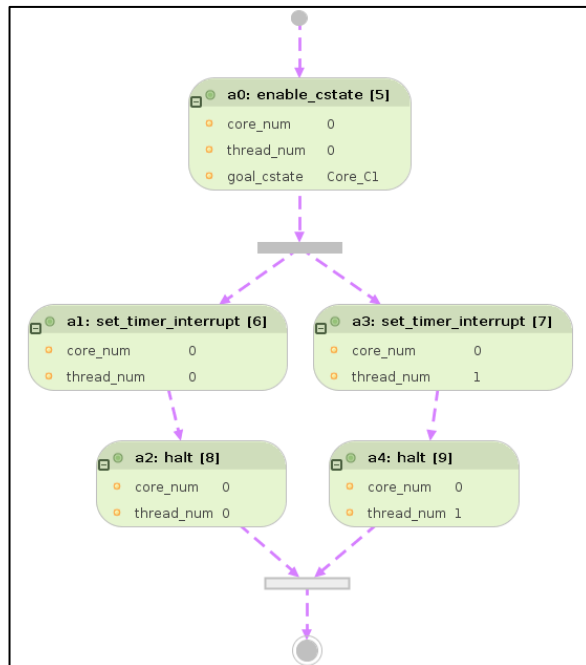 a0: enable_cstate [5]
core_num 0
thread_num 0
goal_cstate Core_C1
a1: set_timer_interrupt [6]
core_num 0
thread_num 0
a3: set_timer_interrupt [7]
core_num 0
thread_num 1
a2: halt [8]
core_num 0
thread_num 0
a4: halt [9]
core_num 0
thread_num 1